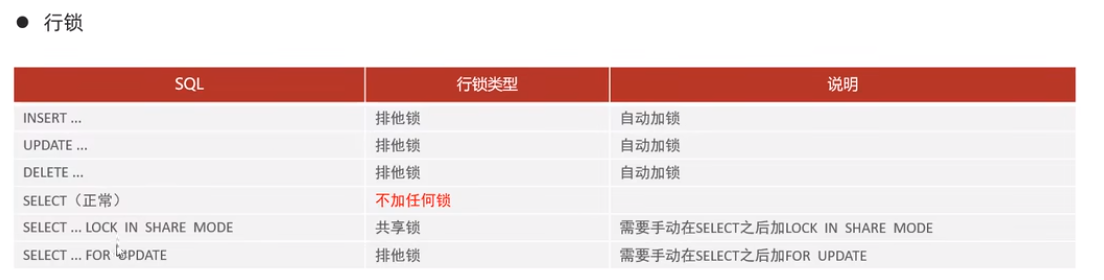 ● 行锁
SQL 行锁类型 说明
INSERT ... 排他锁 自动加锁
UPDATE ... 排他锁 自动加锁
DELETE ... 排他锁 自动加锁
SELECT（正常） 不加任何锁
SELECT ... LOCK IN SHARE MODE 共享锁 需要手动在SELECT之后加LOCK IN SHARE MODE
SELECT ... FOR UPDATE 排他锁 需要手动在SELECT之后加FOR UPDATE